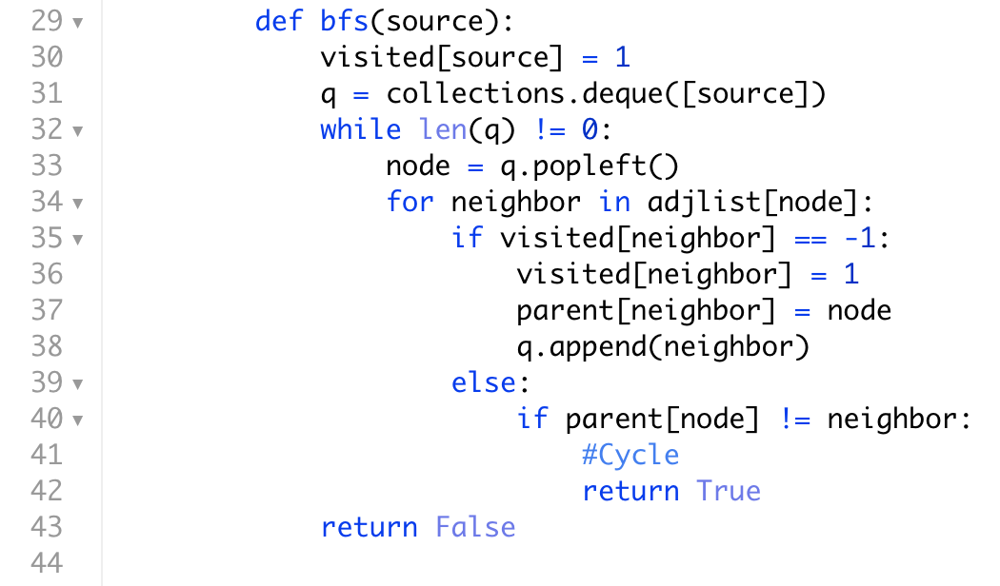 29 def bfs(source):
30 visited[source] = 1
31 q = collections.deque([source])
32 while len(q) != 0:
33 node = q.popleft()
34 for neighbor in adjlist[node]:
35 if visited[neighbor] == -1:
36 visited[neighbor] = 1
37 parent[neighbor] = node
38 q.append(neighbor)
39 else:
40 if parent[node] != neighbor:
41 #Cycle
42 return True
43 return False
44